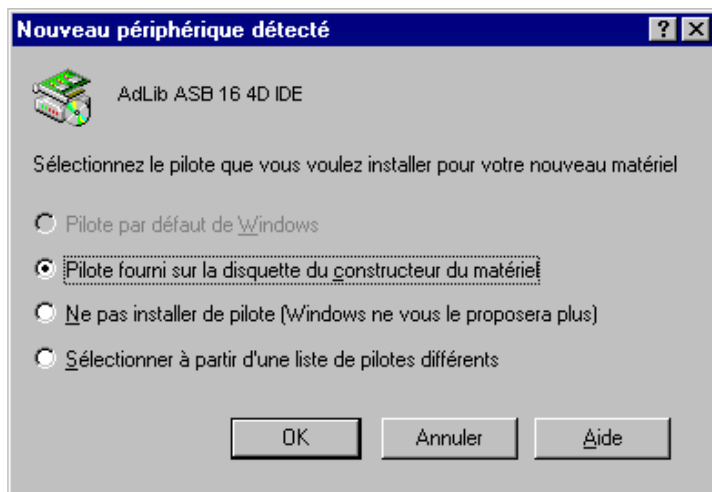 Nouveau périphérique détecté
AdLib ASB 16 4D IDE
Sélectionnez le pilote que vous voulez installer pour votre nouveau matériel
Pilote par défaut de Windows
Pilote fourni sur la disquette du constructeur du matériel
Ne pas installer de pilote (Windows ne vous le proposera plus)
Sélectionner à partir d'une liste de pilotes différents
OK Annuler Aide